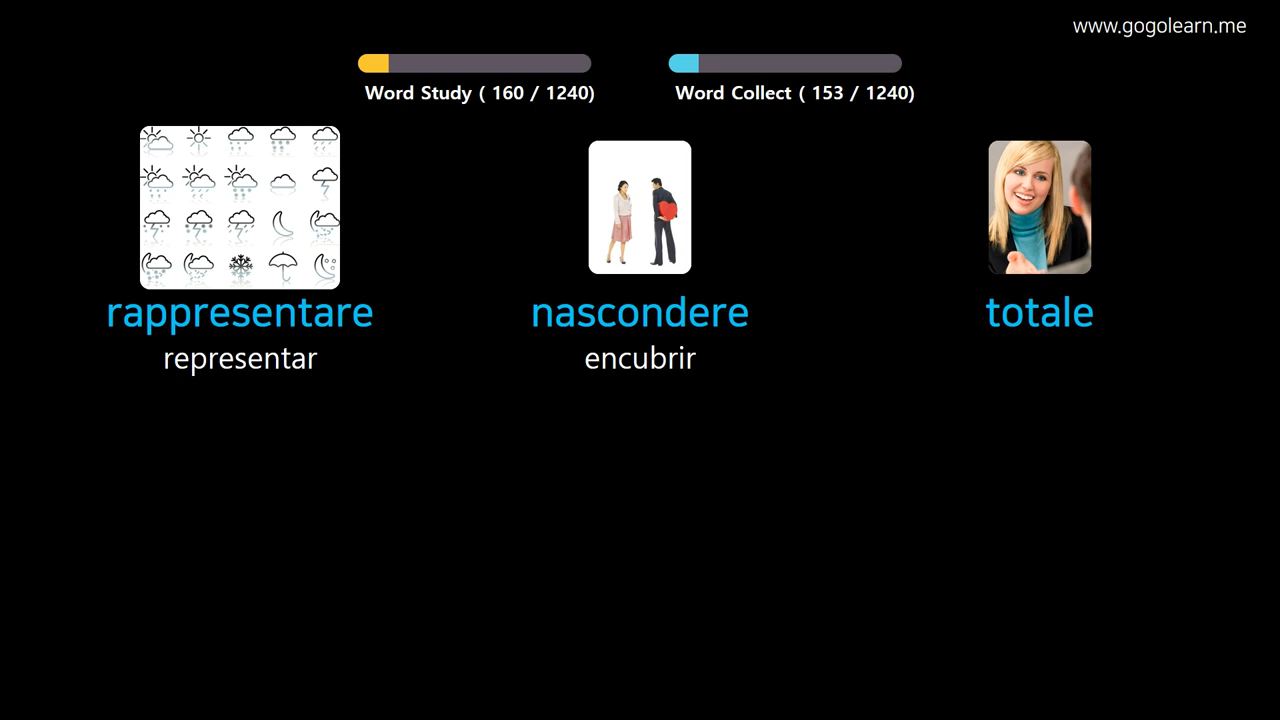 www.gogolearn.me
Word Study ( 160 / 1240)
Word Collect ( 153 / 1240)
rappresentare
nascondere
totale
representar
encubrir